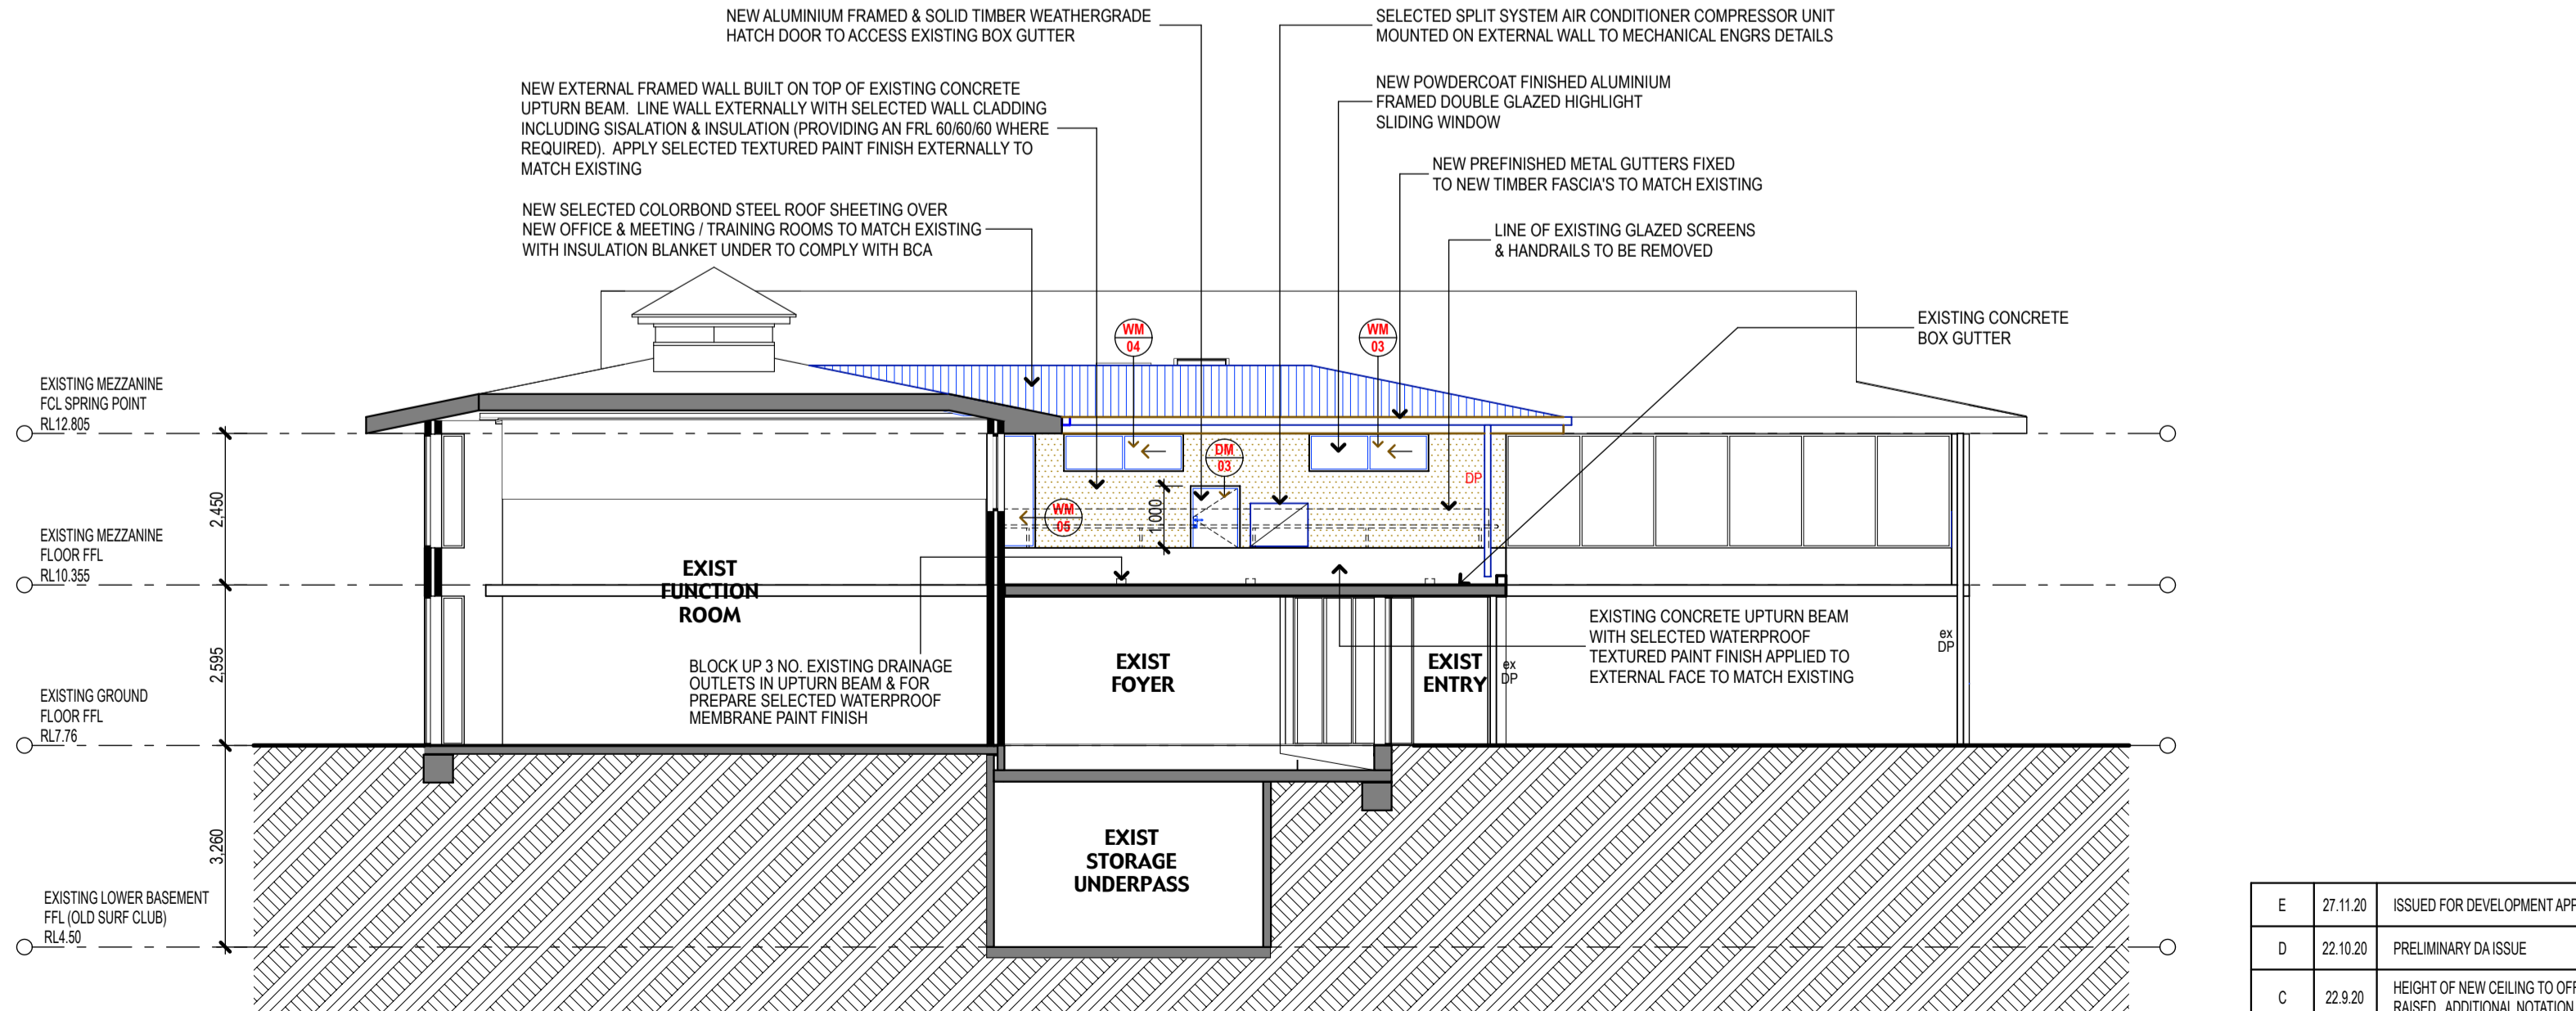 NEW ALUMINIUM FRAMED & SOLID TIMBER WEATHERGRADE
HATCH DOOR TO ACCESS EXISTING BOX GUTTER
SELECTED SPLIT SYSTEM AIR CONDITIONER COMPRESSOR UNIT
MOUNTED ON EXTERNAL WALL TO MECHANICAL ENGRS DETAILS
NEW EXTERNAL FRAMED WALL BUILT ON TOP OF EXISTING CONCRETE
UPTURN BEAM. LINE WALL EXTERNALLY WITH SELECTED WALL CLADDING
INCLUDING SISALATION & INSULATION (PROVIDING AN FRL 60/60/60 WHERE
REQUIRED). APPLY SELECTED TEXTURED PAINT FINISH EXTERNALLY TO
MATCH EXISTING
NEW POWDERCOAT FINISHED ALUMINIUM
FRAMED DOUBLE GLAZED HIGHLIGHT
SLIDING WINDOW
NEW PREFINISHED METAL GUTTERS FIXED
TO NEW TIMBER FASCIA'S TO MATCH EXISTING
NEW SELECTED COLORBOND STEEL ROOF SHEETING OVER
NEW OFFICE & MEETING / TRAINING ROOMS TO MATCH EXISTING
WITH INSULATION BLANKET UNDER TO COMPLY WITH BCA
LINE OF EXISTING GLAZED SCREENS
& HANDRAILS TO BE REMOVED
EXISTING CONCRETE
BOX GUTTER
WM
04
WM
03
EXISTING MEZZANINE
FCL SPRING POINT
RL12.805
DM
03
DP
2,450
1,000
WM
05
EXISTING MEZZANINE
FLOOR FFL
RL10.355
EXIST
FUNCTION
ROOM
2,595
BLOCK UP 3 NO. EXISTING DRAINAGE
OUTLETS IN UPTURN BEAM & FOR
PREPARE SELECTED WATERPROOF
MEMBRANE PAINT FINISH
EXIST
FOYER
EXIST
ENTRY
ex
DP
EXISTING CONCRETE UPTURN BEAM
WITH SELECTED WATERPROOF
TEXTURED PAINT FINISH APPLIED TO
EXTERNAL FACE TO MATCH EXISTING
ex
DP
EXISTING GROUND
FLOOR FFL
RL7.76
3,260
EXIST
STORAGE
UNDERPASS
EXISTING LOWER BASEMENT
FFL (OLD SURF CLUB)
RL4.50
E 27.11.20 ISSUED FOR DEVELOPMENT
D 22.10.20 PRELIMINARY DA ISSUE
C 22.9.20 HEIGHT OF NEW CEILING TO
RAISED. ADDITIONAL NOTATION